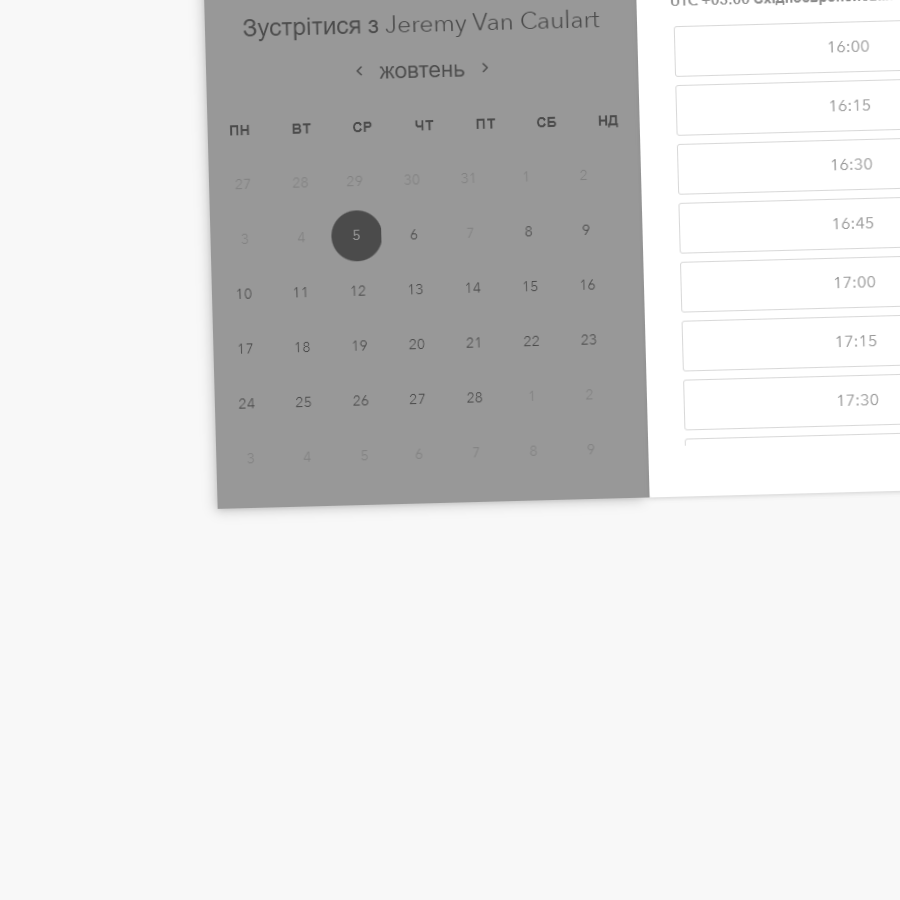 Зустрітися з Jeremy Van Caulart
жовтень
ПН ВТ СР ЧТ ПТ СБ НД
27 28 29 30 31 1 2
3 4 5 6 7 8 9
10 11 12 13 14 15 16
17 18 19 20 21 22 23
24 25 26 27 28 1 2
3 4 5 6 7 8 9
UTC +03:00
16:00
16:15
16:30
16:45
17:00
17:15
17:30